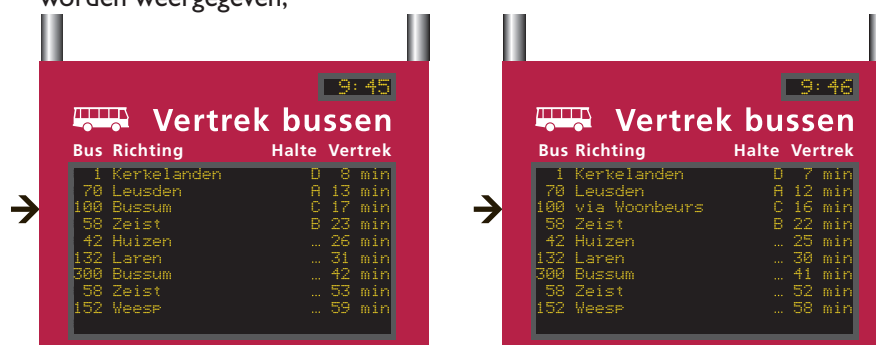 worden weergegeven,
9:45
Vertrek bussen
Bus Richting Halte Vertrek
1 Kerkelanden D 8 min
70 Leusden A 13 min
100 Bussum C 17 min
58 Zeist B 23 min
42 Huizen ... 26 min
132 Laren ... 31 min
300 Bussum ... 42 min
58 Zeist ... 53 min
152 Weesp ... 59 min
9:46
Vertrek bussen
Bus Richting Halte Vertrek
1 Kerkelanden D 7 min
70 Leusden A 12 min
100 via Woonbeurs C 16 min
58 Zeist B 22 min
42 Huizen ... 25 min
132 Laren ... 30 min
300 Bussum ... 41 min
58 Zeist ... 52 min
152 Weesp ... 58 min